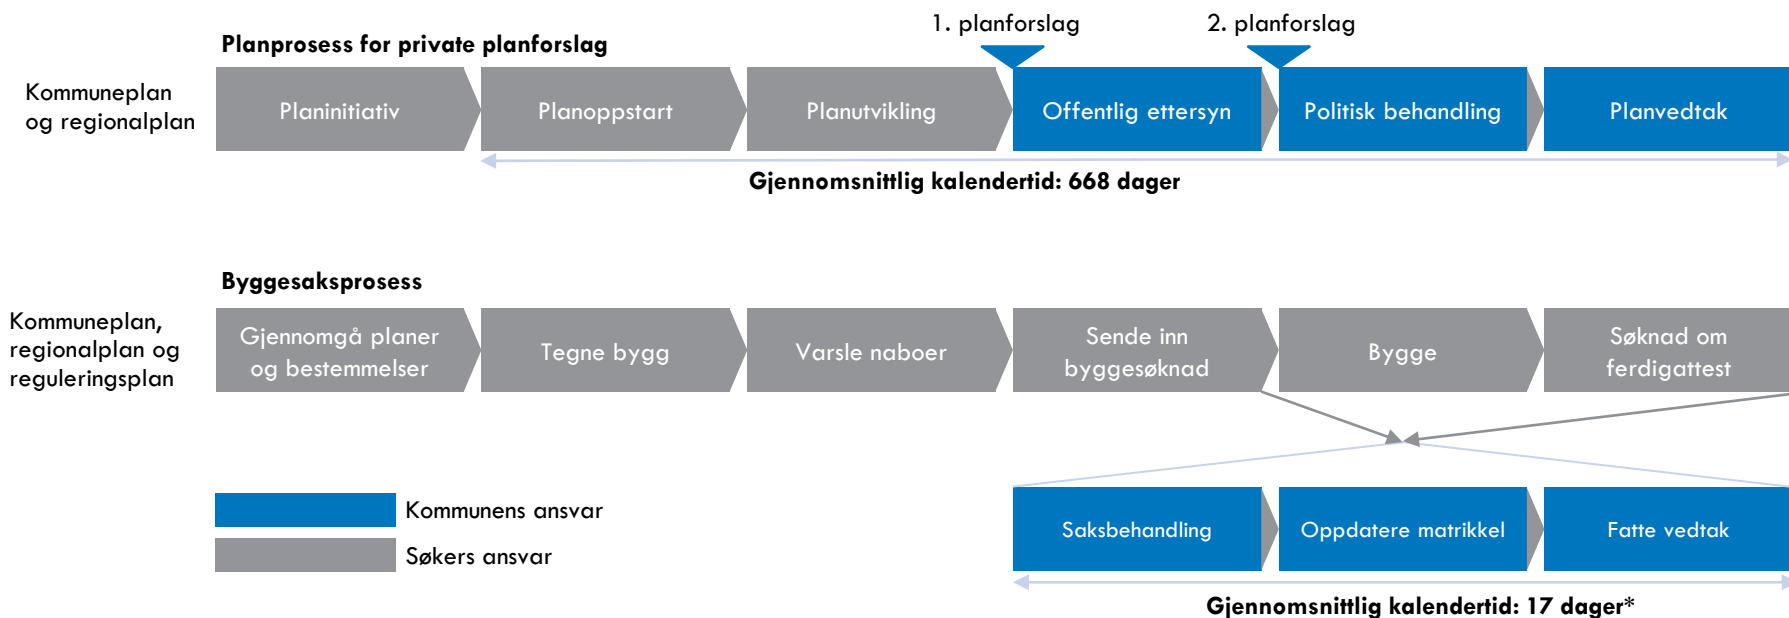 1. planforslag
2. planforslag
Planprosess for private planforslag
Kommuneplan
og regionalplan
Planinitiativ
Planoppstart
Planutvikling
Offentlig ettersyn
Politisk behandling
Planvedtak
Gjennomsnittlig kalendertid: 668 dager
Byggesaksprosess
Kommuneplan,
regionalplan og
reguleringsplan
Gjennomgå planer
og bestemmelser
Tegne bygg
Varsle naboer
Sende inn
byggesøknad
Bygge
Søknad om
ferdigattest
Kommunens ansvar
Søkers ansvar
Saksbehandling
Oppdatere matrikkel
Fatte vedtak
Gjennomsnittlig kalendertid: 17 dager*